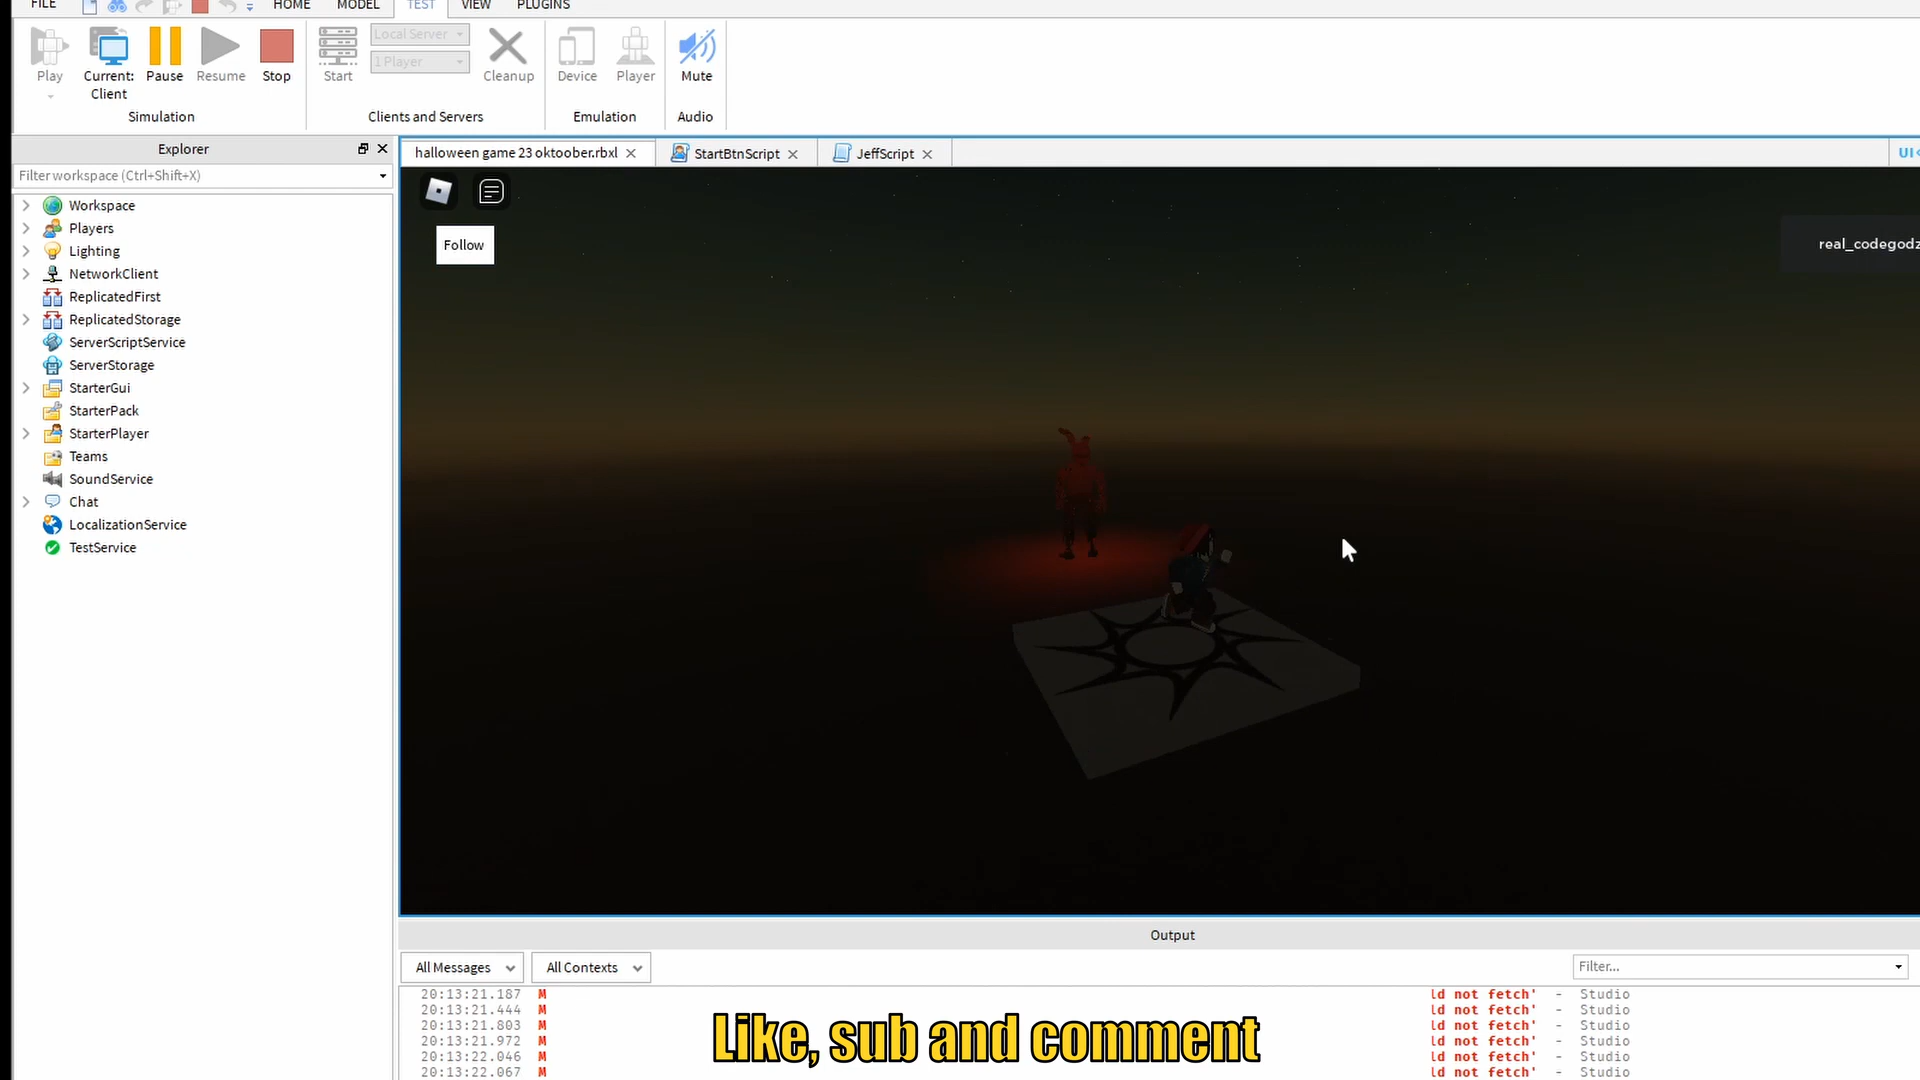 FILE HOME MODEL TEST VIEW PLUGINS
Play Current: Client Pause Resume Stop Start Local Server 1 Player Cleanup Device Player Mute
Simulation Clients and Servers Emulation Audio
Explorer
Filter workspace (Ctrl+Shift+X)
Workspace
Players
Lighting
NetworkClient
ReplicatedFirst
ReplicatedStorage
ServerScriptService
ServerStorage
StarterGui
StarterPack
StarterPlayer
Teams
SoundService
Chat
LocalizationService
TestService
halloween game 23 oktoober.rbxl StartBtnScript JeffScript UI
Follow
real_codegodz
Output
All Messages All Contexts Filter...
20:13:21.187 M ld not fetch' - Studio
20:13:21.444 M ld not fetch' - Studio
20:13:21.803 M ld not fetch' - Studio
20:13:21.972 M ld not fetch' - Studio
20:13:22.046 M ld not fetch' - Studio
20:13:22.067 M ld not fetch' - Studio
Like, sub and comment